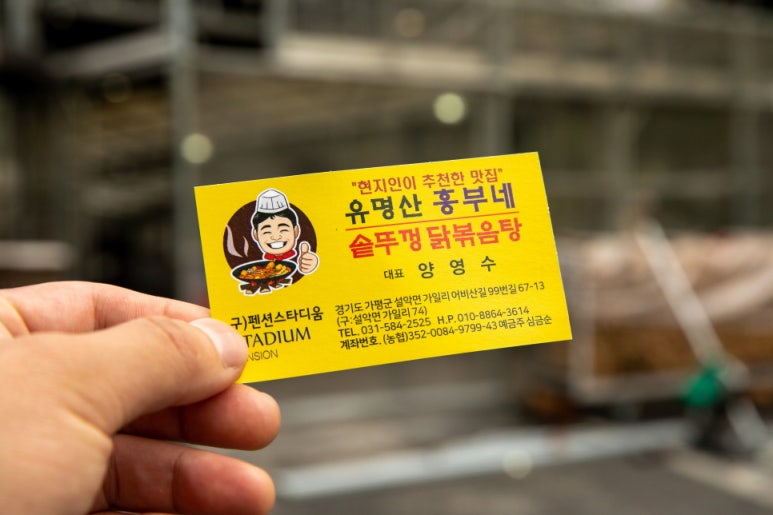 "현지인이 추천한 맛집"
유명산 흥부네
솥뚜껑 닭볶음탕
대표 양영수
구)펜션스타디움
STADIUM
경기도 가평군 설악면 가일리 어비산길 99번길 67-13
(구:설악면 가일리 74)
TEL. 031-584-2525 H.P. 010-8864-3614
계좌번호. (농협)352-0084-9799-43 예금주 심금순